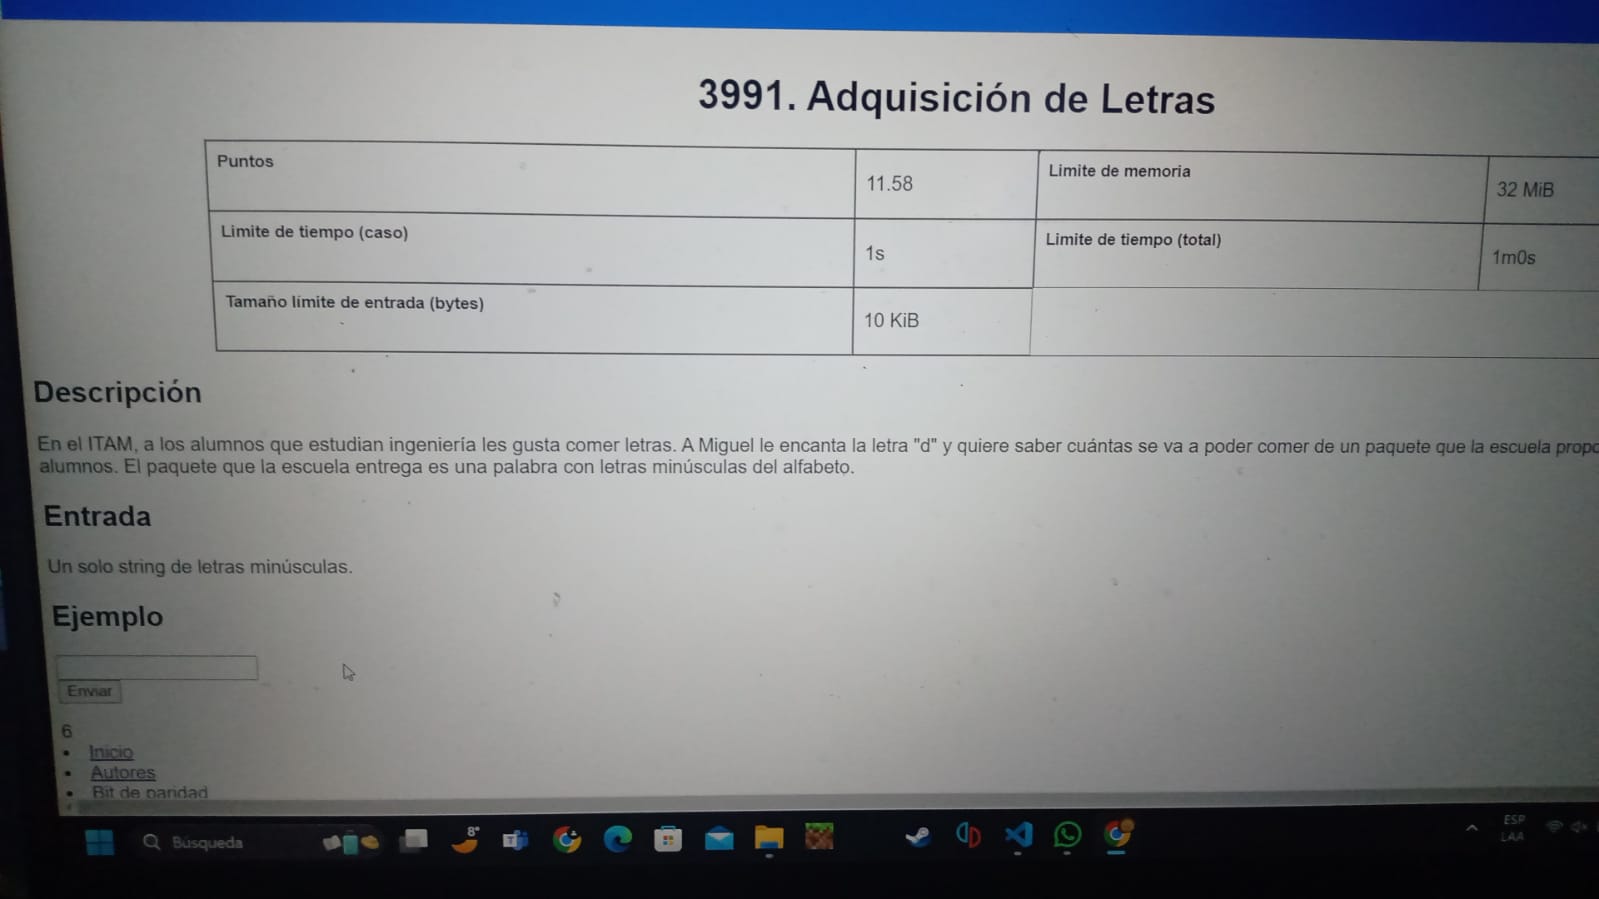 3991. Adquisición de Letras
Puntos
11.58
Limite de memoria
32 MiB
Limite de tiempo (caso)
1s
Limite de tiempo (total)
1m0s
Tamaño límite de entrada (bytes)
10 KiB
Descripción
En el ITAM, a los alumnos que estudian ingeniería les gusta comer letras. A Miguel le encanta la letra "d" y quiere saber cuántas se va a poder comer de un paquete que la escuela propo
alumnos. El paquete que la escuela entrega es una palabra con letras minúsculas del alfabeto.
Entrada
Un solo string de letras minúsculas.
Ejemplo
Enviar
6
Inicio
Autores
Bit de paridad
Búsqueda
8°
ESP
LAA